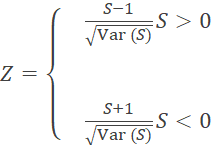 Z = { (S−1)/√Var (S) S > 0
(S+1)/√Var (S) S < 0